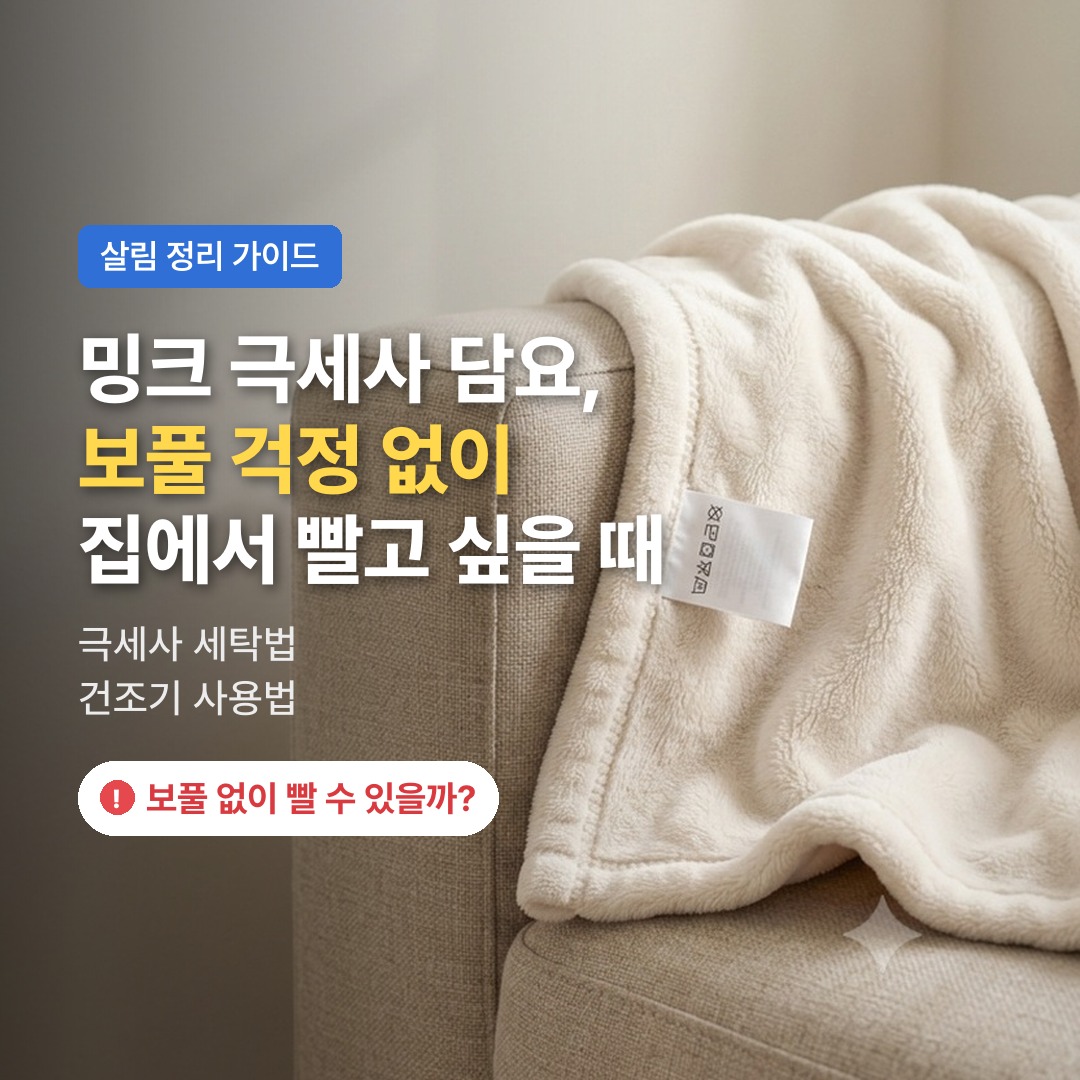 살림 정리 가이드
밍크 극세사 담요,
보풀 걱정 없이
집에서 빨고 싶을 때
극세사 세탁법
건조기 사용법
! 보풀 없이 빨 수 있을까?